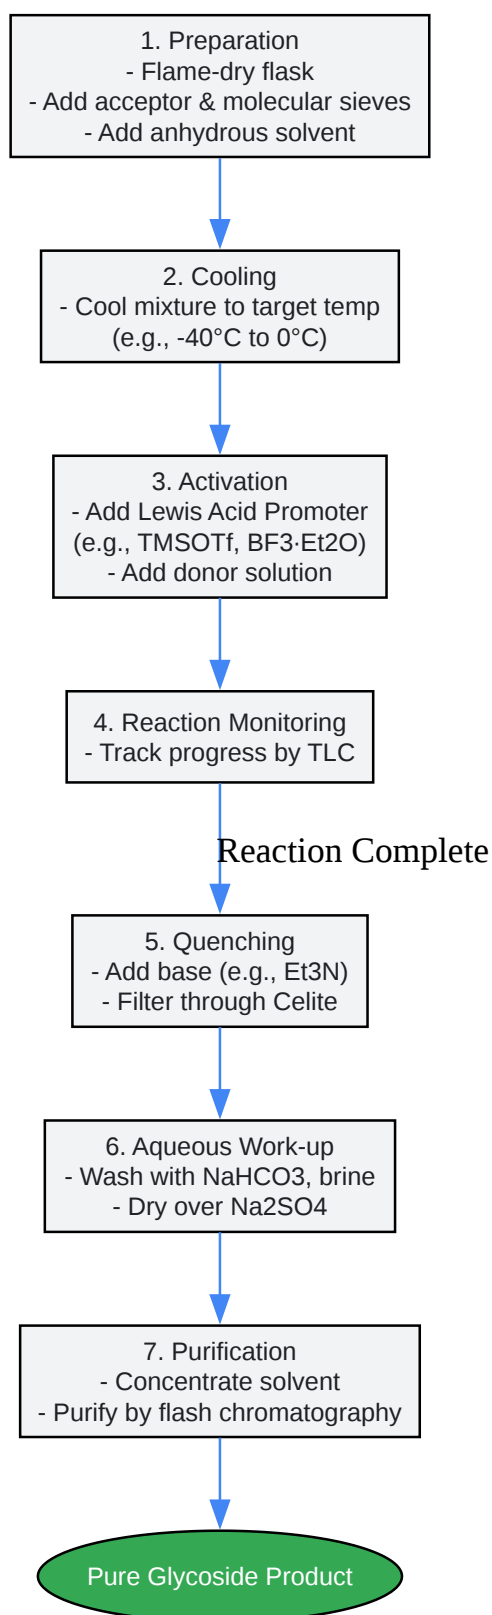 1. Preparation
- Flame-dry flask
- Add acceptor & molecular sieves
- Add anhydrous solvent
2. Cooling
- Cool mixture to target temp
(e.g., -40°C to 0°C)
3. Activation
- Add Lewis Acid Promoter
(e.g., TMSOTf, BF3·Et2O)
- Add donor solution
4. Reaction Monitoring
- Track progress by TLC
Reaction Complete
5. Quenching
- Add base (e.g., Et3N)
- Filter through Celite
6. Aqueous Work-up
- Wash with NaHCO3, brine
- Dry over Na2SO4
7. Purification
- Concentrate solvent
- Purify by flash chromatography
Pure Glycoside Product